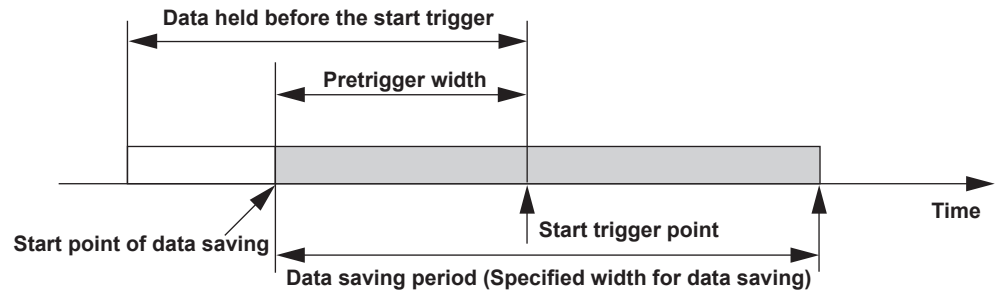 Data held before the start trigger
Pretrigger width
Time
Start point of data saving
Start trigger point
Data saving period (Specified width for data saving)